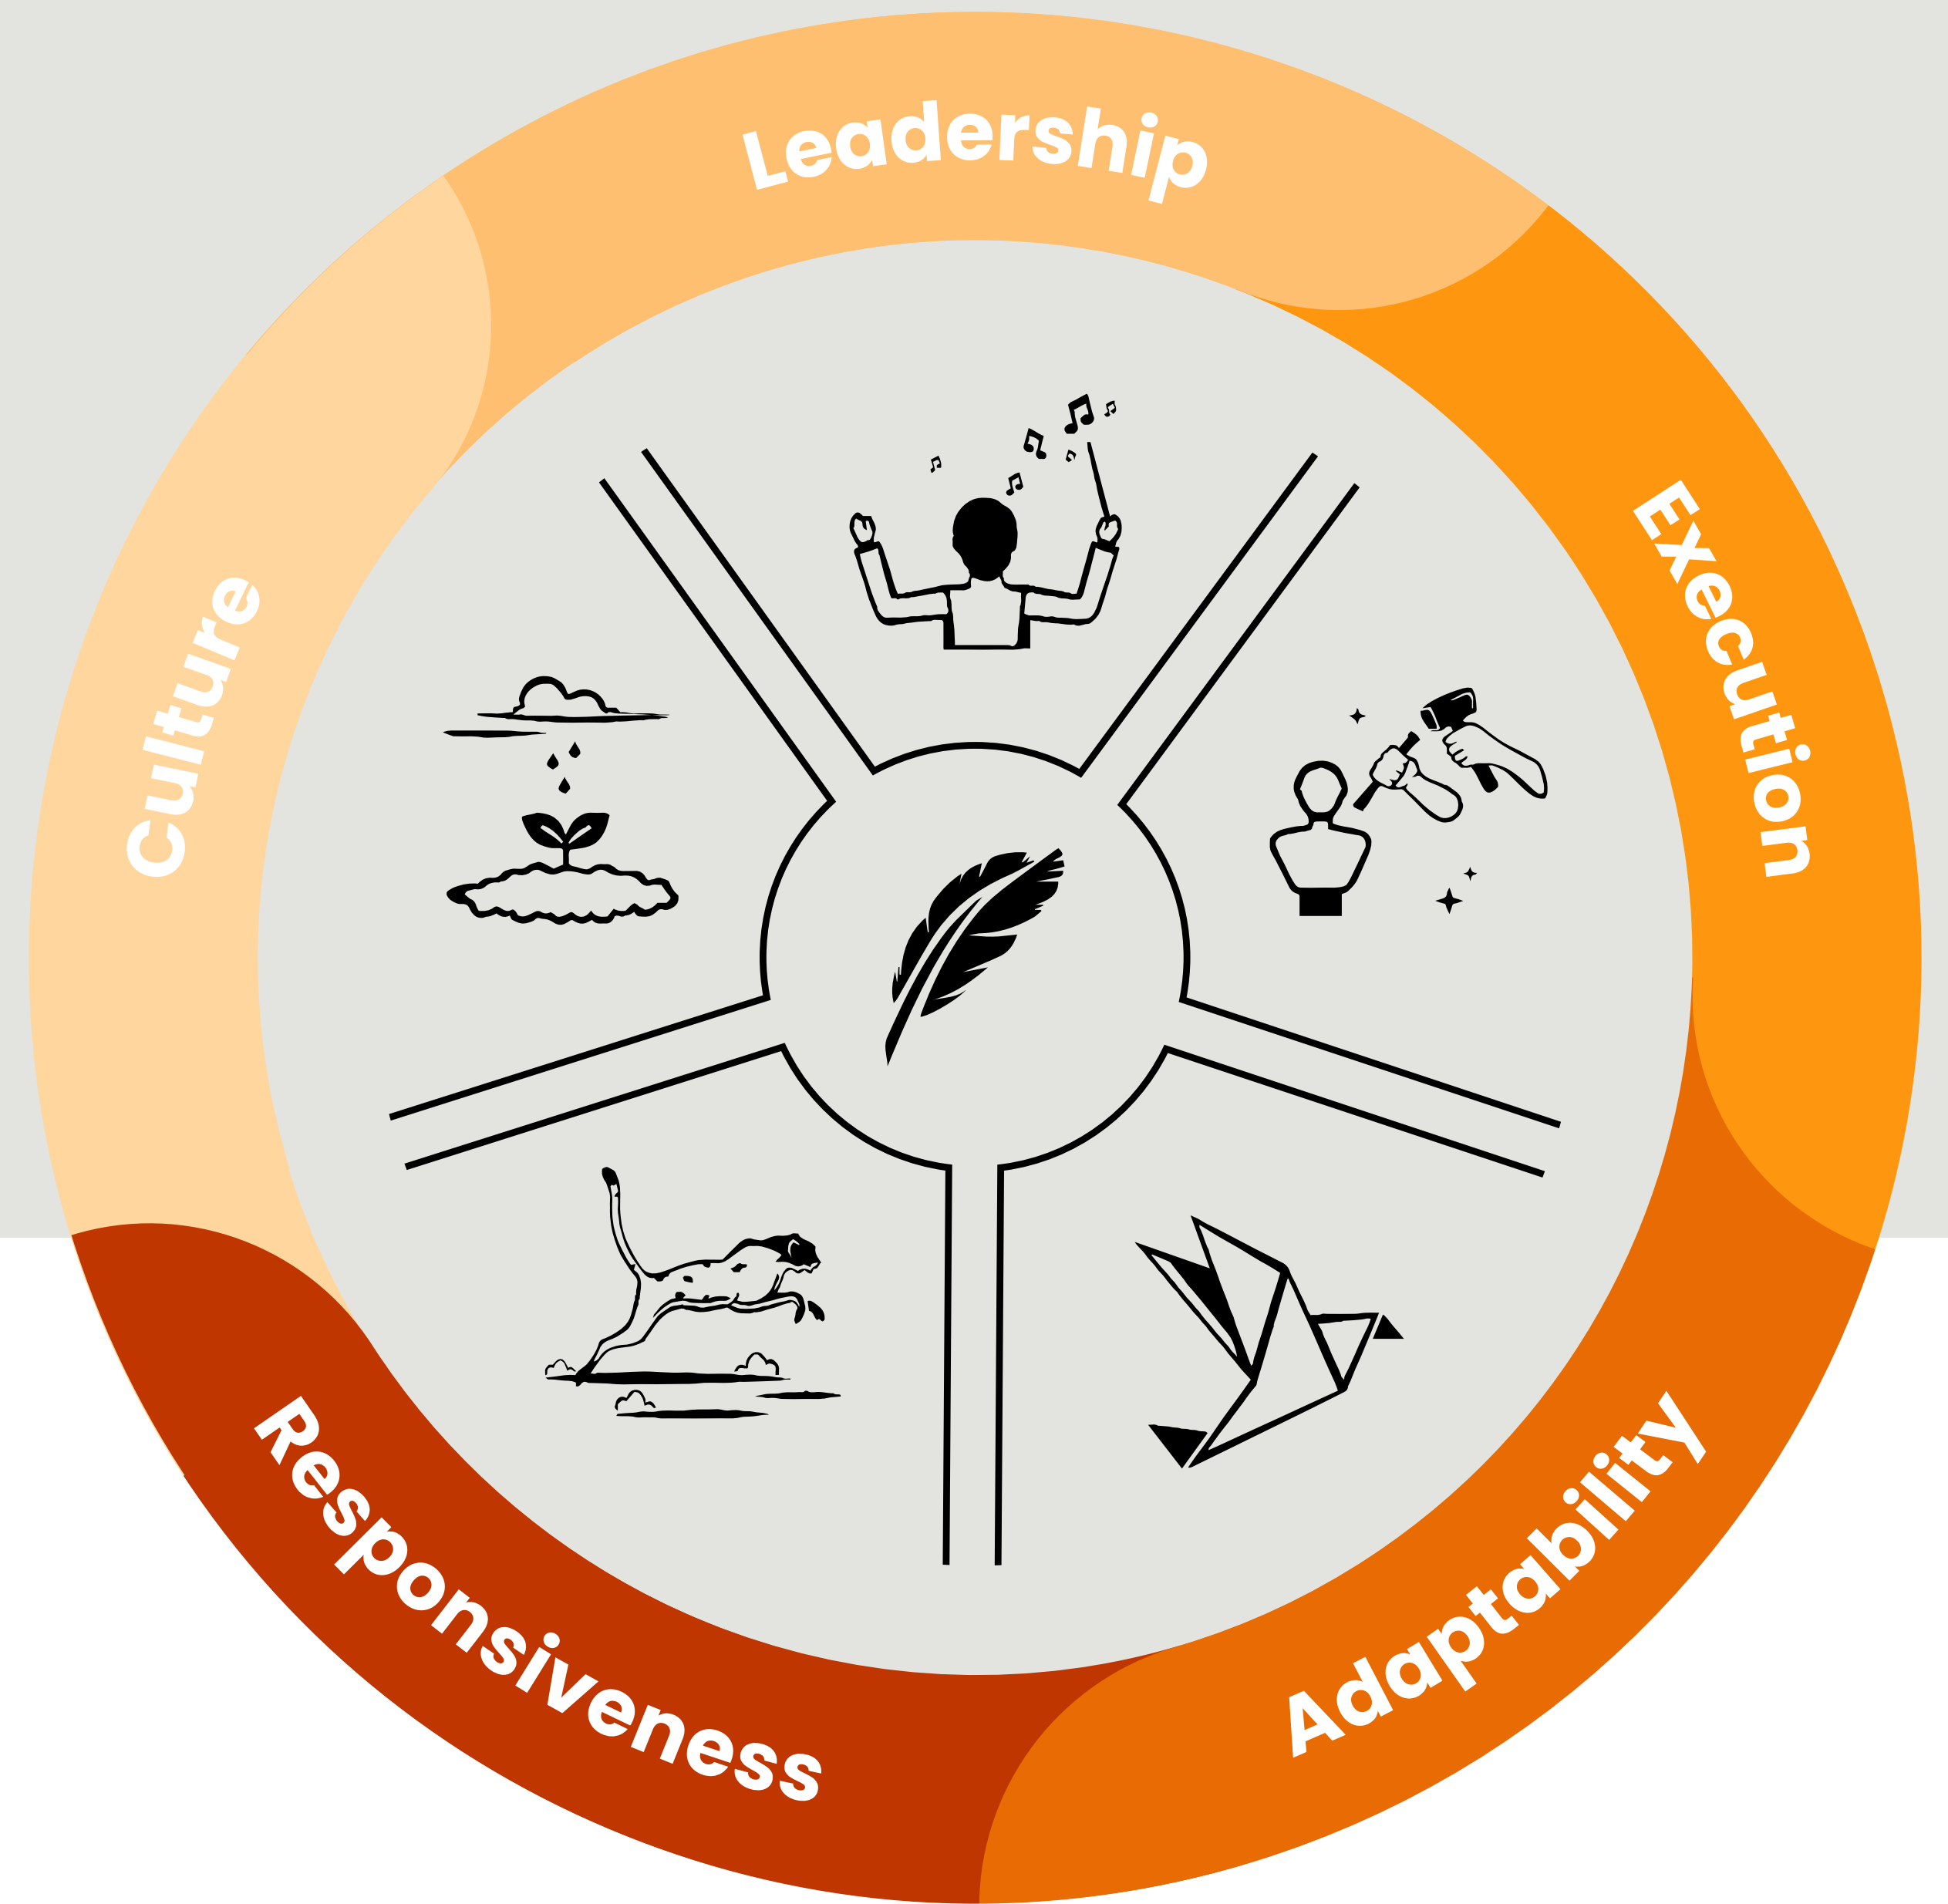 Leadership
Execution
Adaptability
Responsiveness
Culture